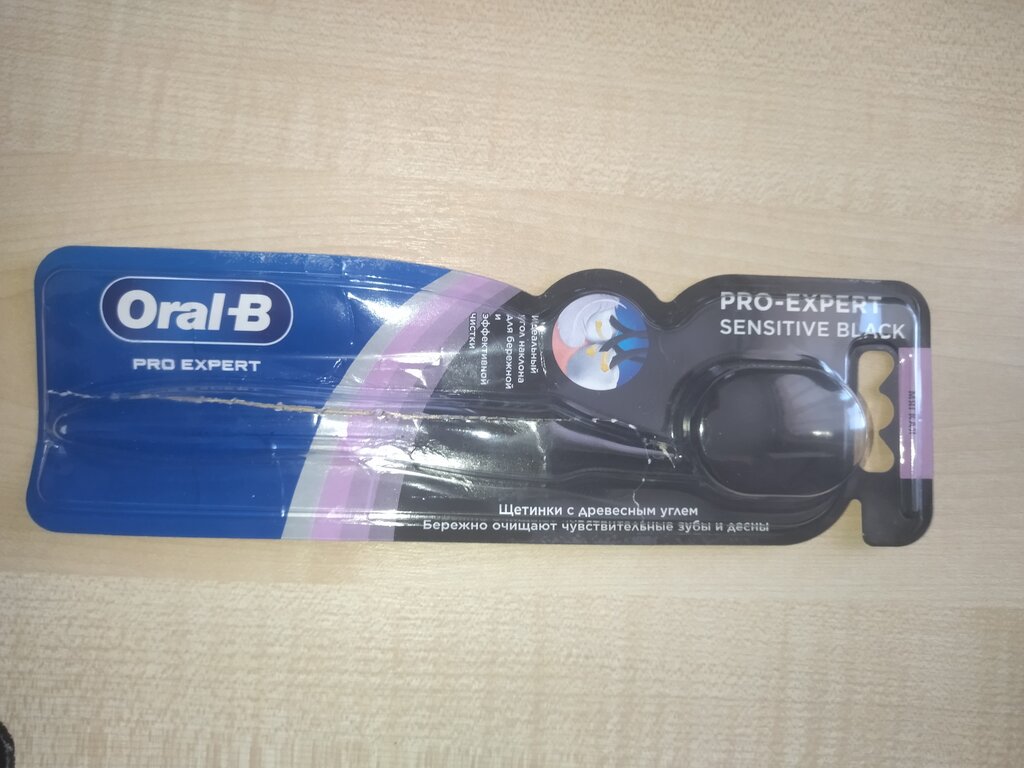 Oral-B
PRO EXPERT
PRO-EXPERT
SENSITIVE BLACK
Идеальный
угол наклона
для бережной
и
эффективной
чистки
Щетинки с древесным углем
Бережно очищают чувствительные зубы и десны